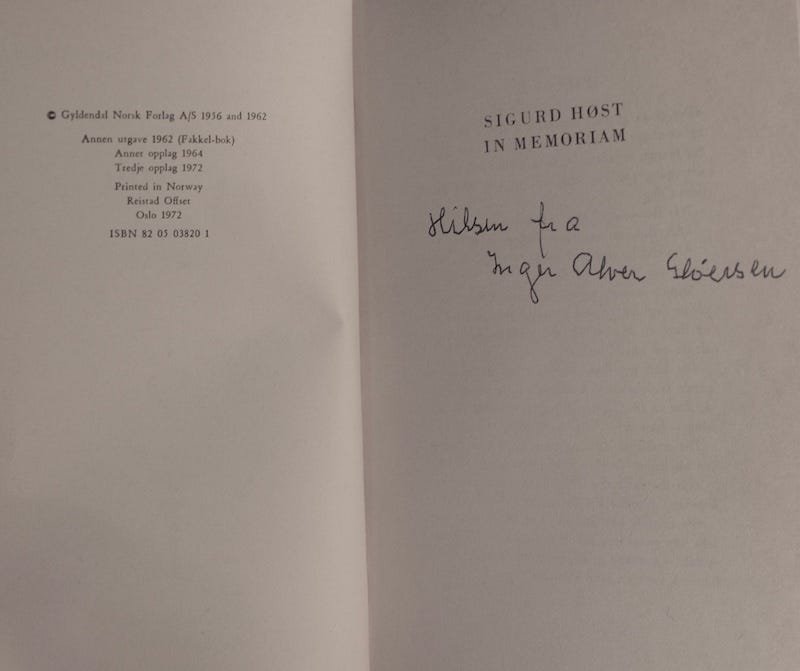 © Gyldendal Norsk Forlag A/S 1956 and 1962
Annen utgave 1962 (Fakkel-bok)
Annet opplag 1964
Tredje opplag 1972
Printed in Norway
Reistad Offset
Oslo 1972
ISBN 82 05 03820 1
SIGURD HØST
IN MEMORIAM
Hilsen fra
Inger Alver Gløersen